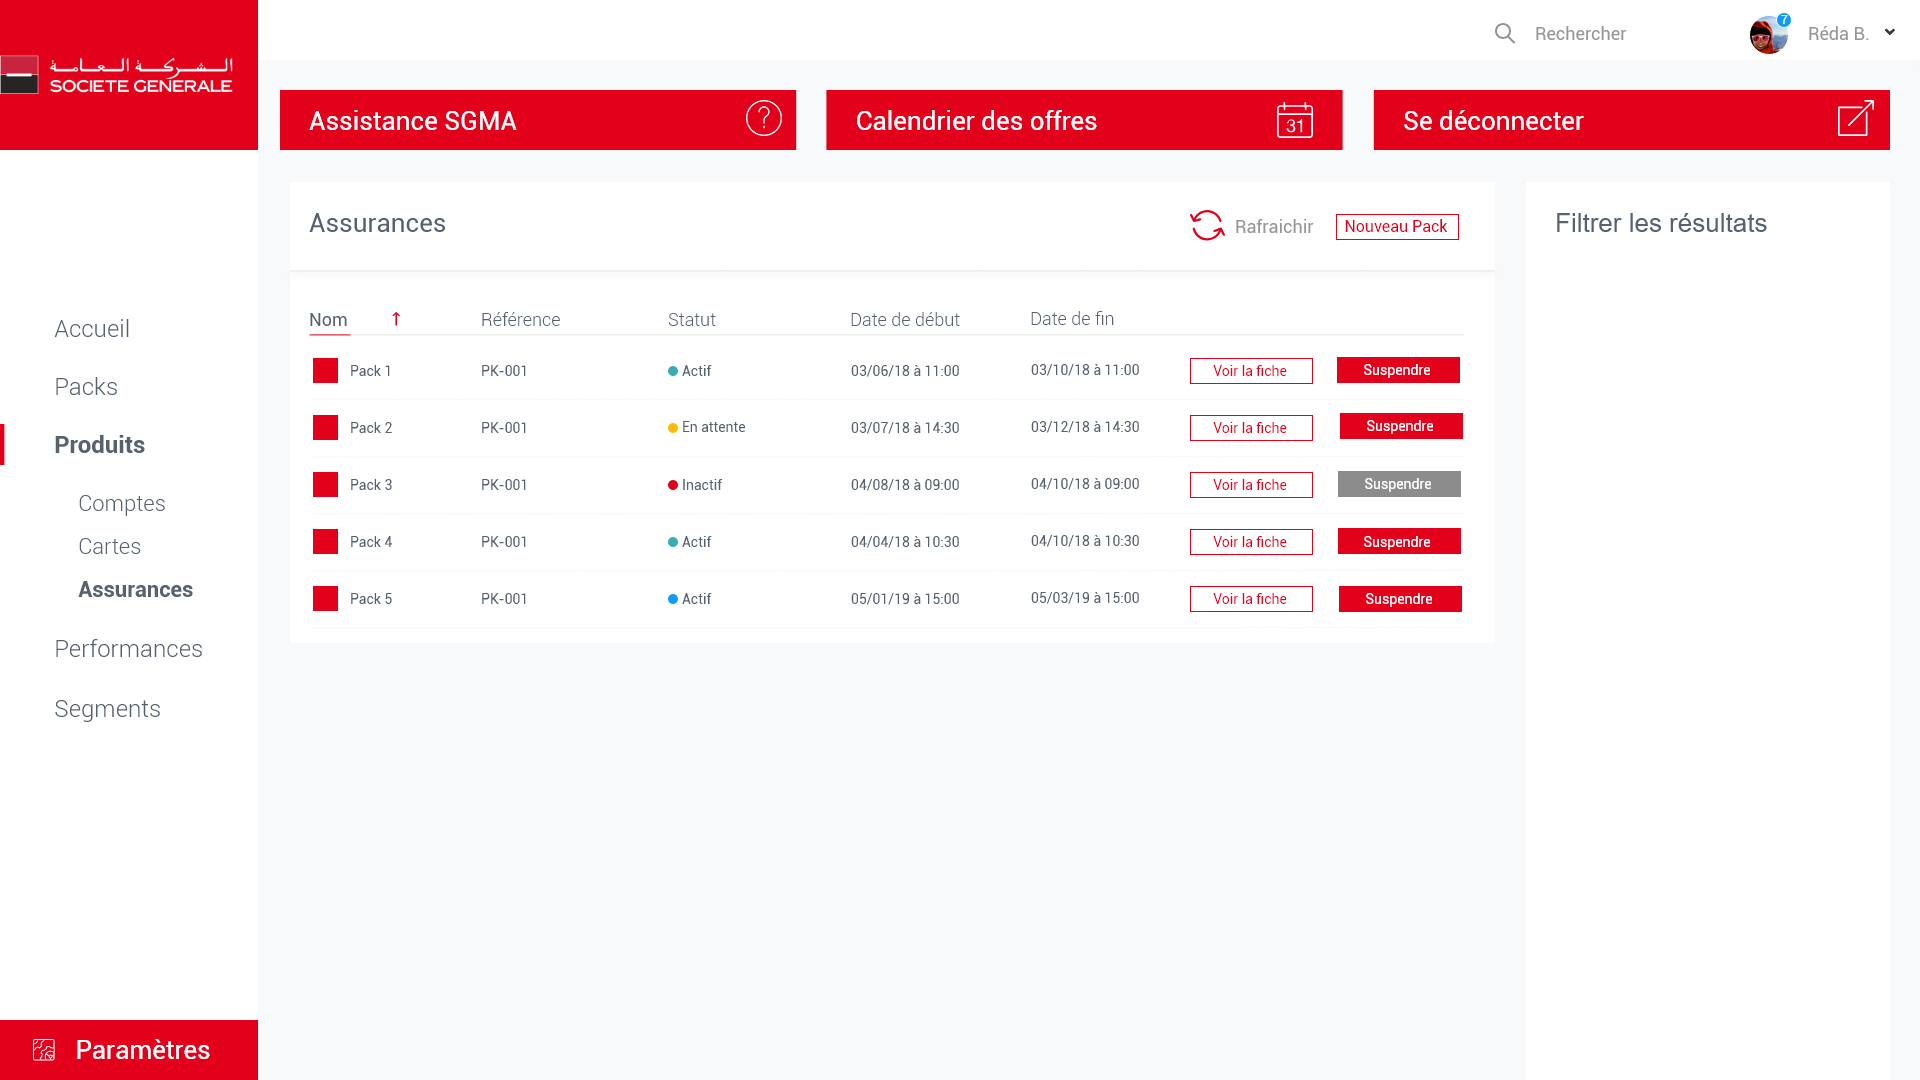 الشركة العامة
SOCIETE GENERALE
Rechercher
7
Réda B.
Assistance SGMA
?
Calendrier des offres
31
Se déconnecter
Accueil
Packs
Produits
Comptes
Cartes
Assurances
Performances
Segments
Paramètres
Assurances
Rafraichir
Nouveau Pack
Nom Référence Statut Date de début Date de fin
Pack 1 PK-001 Actif 03/06/18 à 11:00 03/10/18 à 11:00 Voir la fiche Suspendre
Pack 2 PK-001 En attente 03/07/18 à 14:30 03/12/18 à 14:30 Voir la fiche Suspendre
Pack 3 PK-001 Inactif 04/08/18 à 09:00 04/10/18 à 09:00 Voir la fiche Suspendre
Pack 4 PK-001 Actif 04/04/18 à 10:30 04/10/18 à 10:30 Voir la fiche Suspendre
Pack 5 PK-001 Actif 05/01/19 à 15:00 05/03/19 à 15:00 Voir la fiche Suspendre
Filtrer les résultats